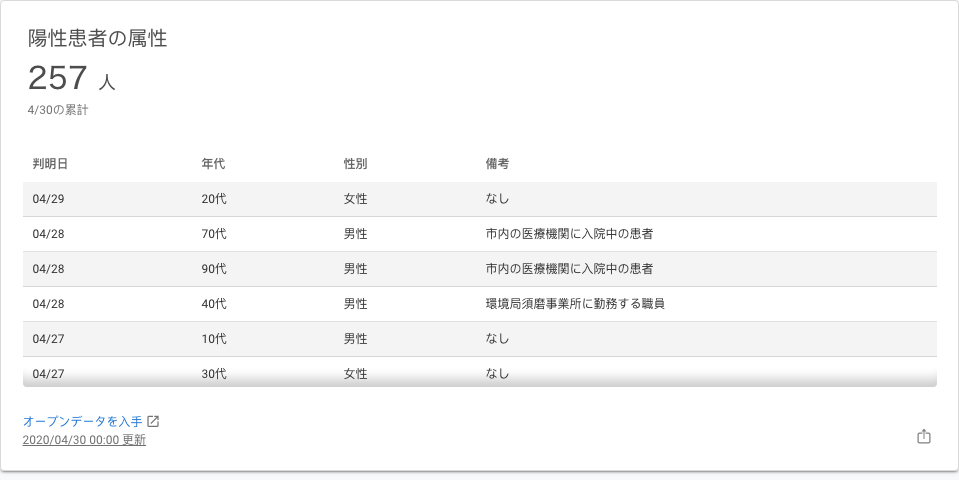 陽性患者の属性
257 人
4/30の累計
判明日 年代 性別 備考
04/29 20代 女性 なし
04/28 70代 男性 市内の医療機関に入院中の患者
04/28 90代 男性 市内の医療機関に入院中の患者
04/28 40代 男性 環境局須磨事業所に勤務する職員
04/27 10代 男性 なし
04/27 30代 女性 なし
オープンデータを入手
2020/04/30 00:00 更新